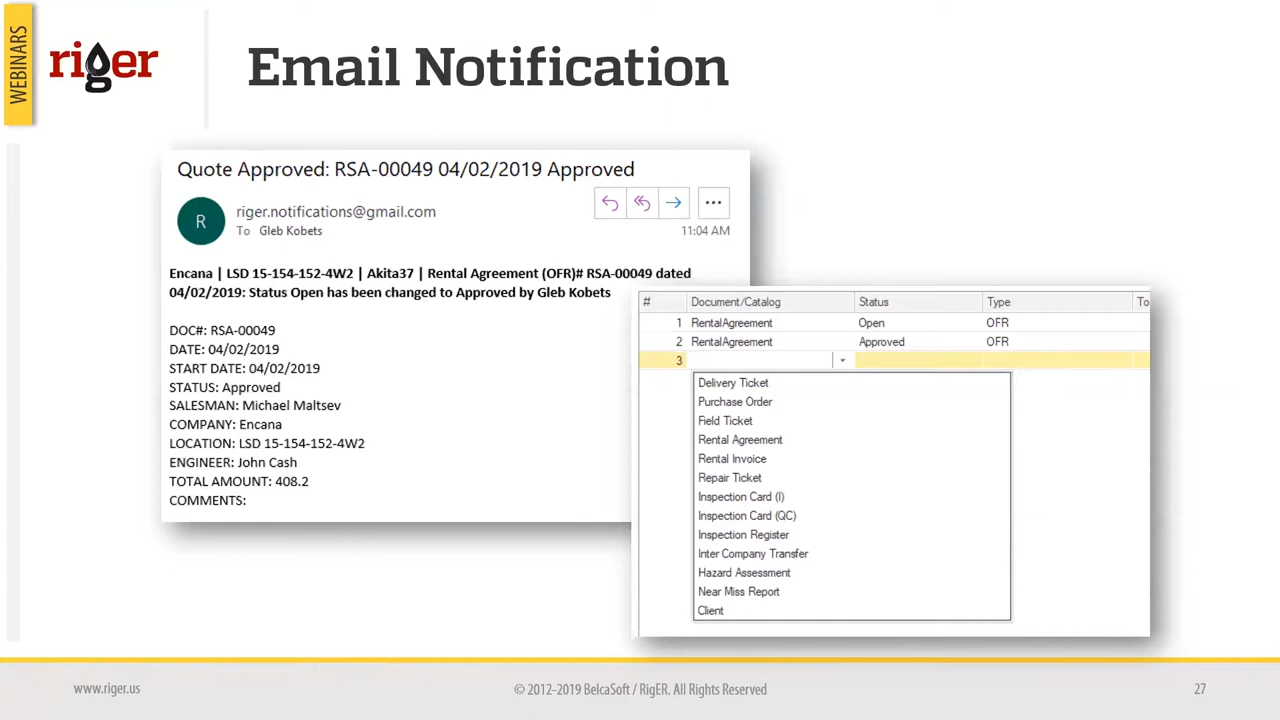 WEBINARS
riger
Email Notification
Quote Approved: RSA-00049 04/02/2019 Approved
R
riger.notifications@gmail.com
To Gleb Kobets
11:04 AM
Encana | LSD 15-154-152-4W2 | Akita37 | Rental Agreement (OFR)# RSA-00049 dated
04/02/2019: Status Open has been changed to Approved by Gleb Kobets
DOC#: RSA-00049
DATE: 04/02/2019
START DATE: 04/02/2019
STATUS: Approved
SALESMAN: Michael Maltsev
COMPANY: Encana
LOCATION: LSD 15-154-152-4W2
ENGINEER: John Cash
TOTAL AMOUNT: 408.2
COMMENTS:
# Document/Catalog Status Type To
1 RentalAgreement Open OFR
2 RentalAgreement Approved OFR
3
Delivery Ticket
Purchase Order
Field Ticket
Rental Agreement
Rental Invoice
Repair Ticket
Inspection Card (I)
Inspection Card (QC)
Inspection Register
Inter Company Transfer
Hazard Assessment
Near Miss Report
Client
www.riger.us
© 2012-2019 BelcaSoft / RigER. All Rights Reserved
27